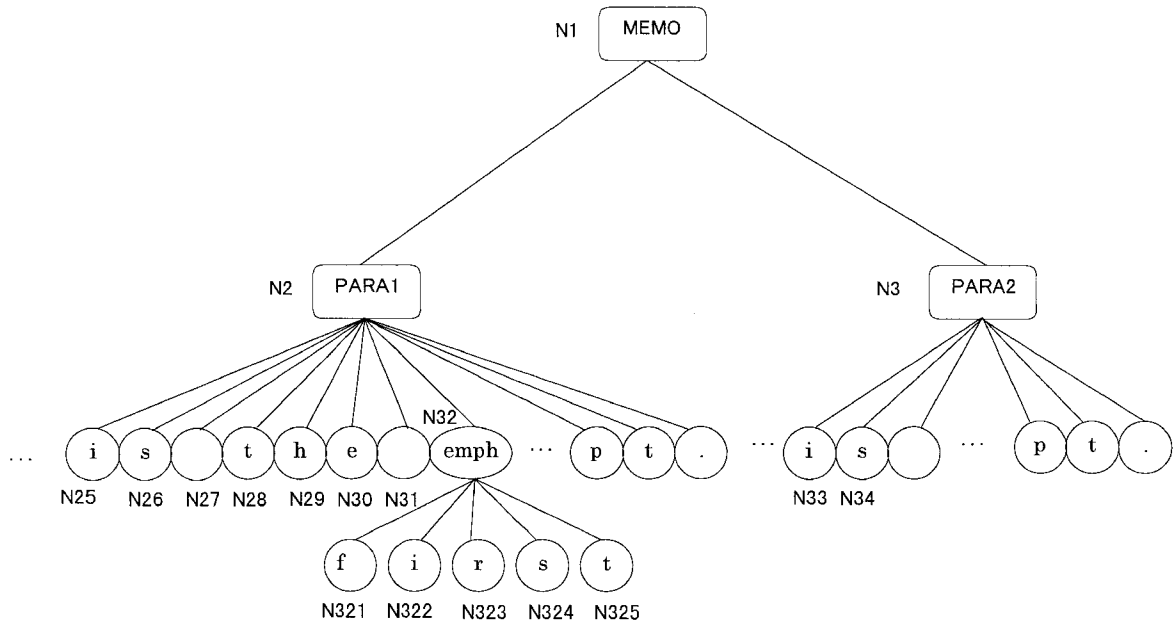 N1 MEMO
N2 PARA1 N3 PARA2
N32
... i s t h e emph ... p t . ... i s ... p t .
N25 N26 N27 N28 N29 N30 N31 N33 N34
f i r s t
N321 N322 N323 N324 N325